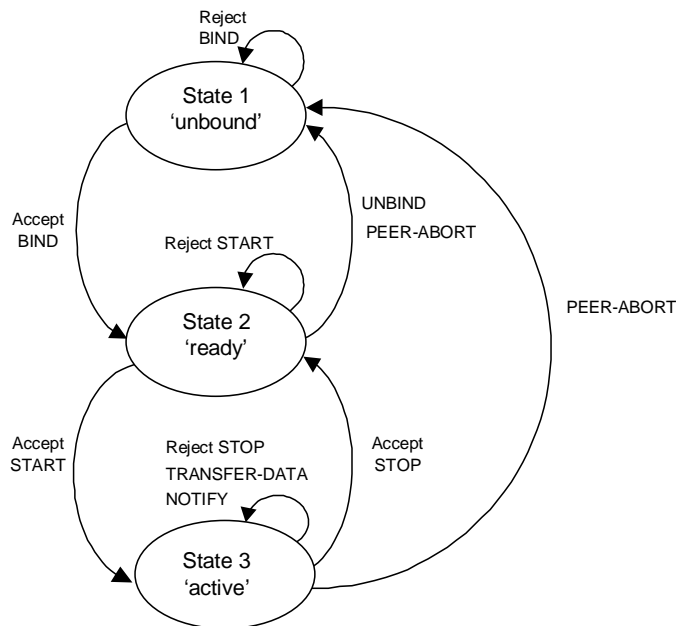 Reject
BIND
State 1
‘unbound’
Accept
BIND
UNBIND
PEER-ABORT
Reject START
PEER-ABORT
State 2
‘ready’
Accept
START
Reject STOP
TRANSFER-DATA
NOTIFY
Accept
STOP
State 3
‘active’